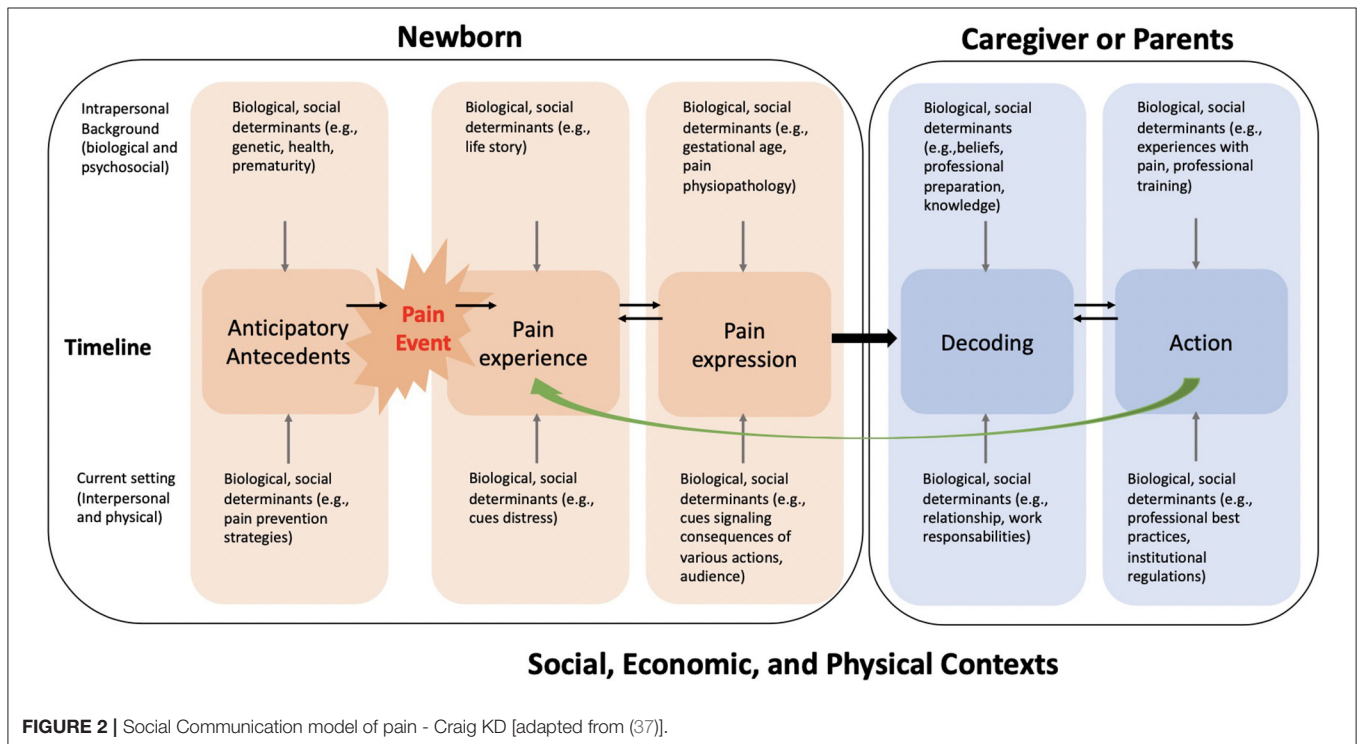 Newborn
Caregiver or Parents
Intrapersonal
Background
(biological and
psychosocial)
Biological, social
determinants (e.g.,
genetic, health,
prematurity)
Biological, social
determinants (e.g.,
life story)
Biological, social
determinants (e.g.,
gestational age,
pain
physiopathology)
Biological, social
determinants
(e.g.,beliefs,
professional
preparation,
knowledge)
Biological, social
determinants (e.g.,
experiences with
pain, professional
training)
Timeline
Anticipatory
Antecedents
Pain
Event
Pain
experience
Pain
expression
Decoding
Action
Current setting
(Interpersonal
and physical)
Biological, social
determinants (e.g.,
pain prevention
strategies)
Biological, social
determinants (e.g.,
cues distress)
Biological, social
determinants (e.g.,
cues signaling
consequences of
various actions,
audience)
Biological, social
determinants (e.g.,
relationship, work
responsabilities)
Biological, social
determinants (e.g.,
professional best
practices,
institutional
regulations)
Social, Economic, and Physical Contexts
FIGURE 2 | Social Communication model of pain - Craig KD [adapted from (37)].